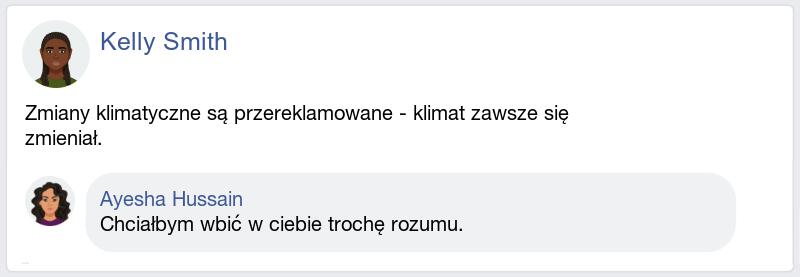 Kelly Smith
Zmiany klimatyczne są przereklamowane - klimat zawsze się
zmieniał.
Ayesha Hussain
Chciałbym wbić w ciebie trochę rozumu.